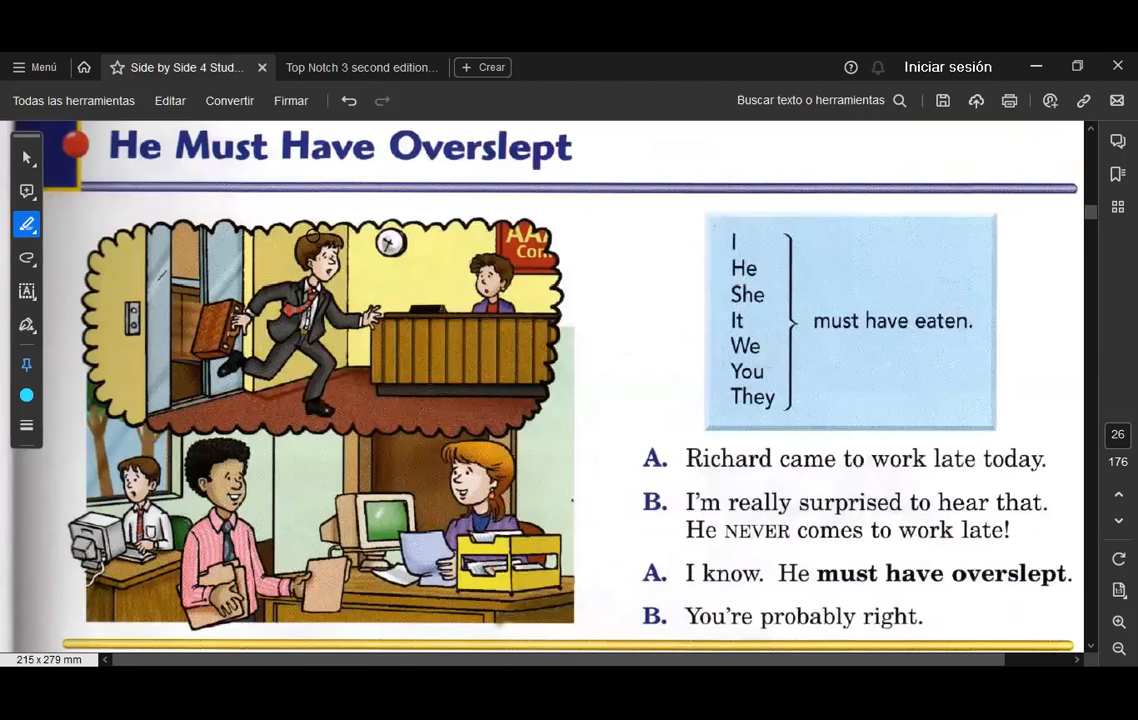 Menú
Side by Side 4 Stud...
Top Notch 3 second edition...
+ Crear
Iniciar sesión
Todas las herramientas
Editar
Convertir
Firmar
Buscar texto o herramientas
He Must Have Overslept
AAA
Cor..
I
He
She
It
We
You
They
must have eaten.
A. Richard came to work late today.
B. I'm really surprised to hear that.
He NEVER comes to work late!
A. I know. He must have overslept.
B. You're probably right.
26
176
215 x 279 mm